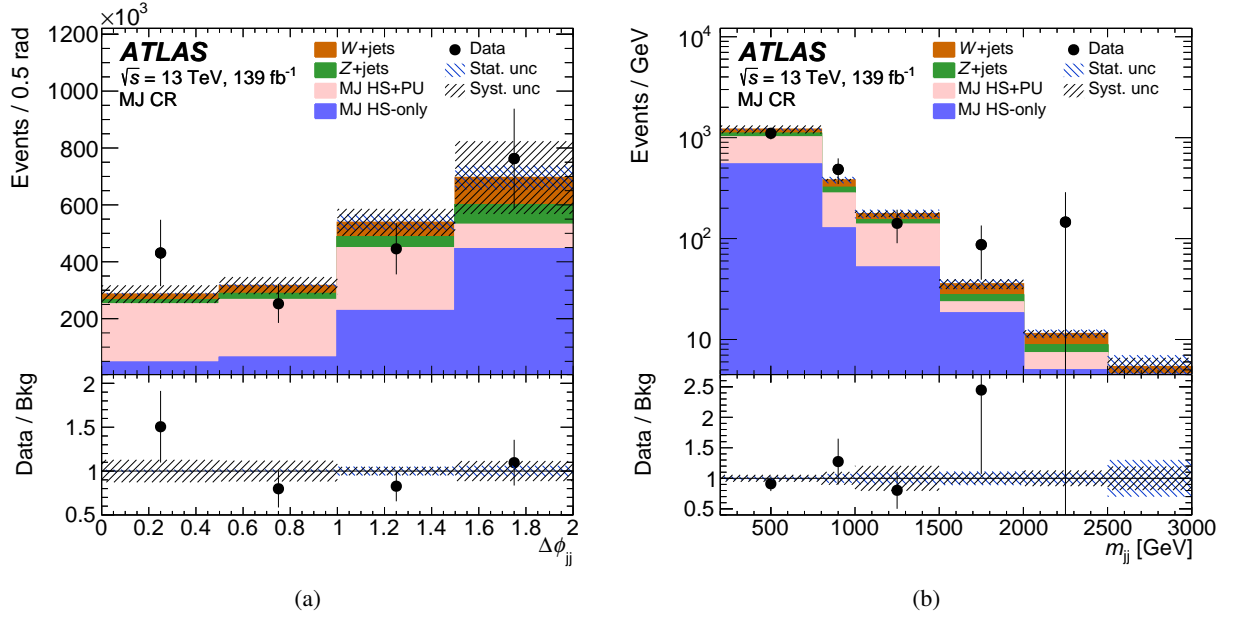 ×10³
1200
1000
800
600
400
200
Events / 0.5 rad
ATLAS
√s = 13 TeV, 139 fb⁻¹
MJ CR
W+jets
Z+jets
MJ HS+PU
MJ HS-only
Data
Stat. unc
Syst. unc
2
1.5
1
0.5
Data / Bkg
0 0.2 0.4 0.6 0.8 1 1.2 1.4 1.6 1.8 2
Δϕjj
(a)
10⁴
10³
10²
10
Events / GeV
ATLAS
√s = 13 TeV, 139 fb⁻¹
MJ CR
W+jets
Z+jets
MJ HS+PU
MJ HS-only
Data
Stat. unc
Syst. unc
2.5
2
1.5
1
0.5
Data / Bkg
500 1000 1500 2000 2500 3000
mjj [GeV]
(b)